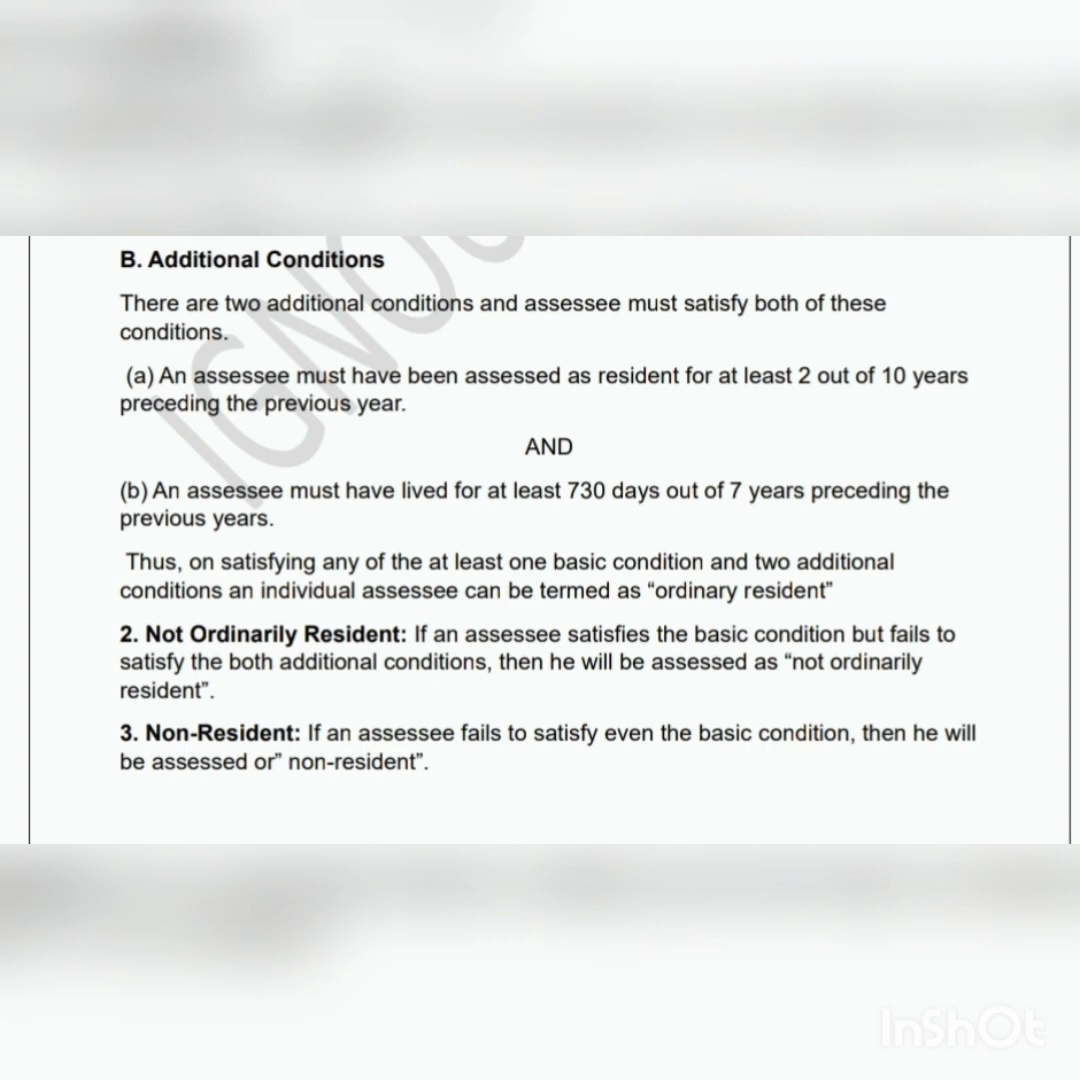 B. Additional Conditions
There are two additional conditions and assessee must satisfy both of these
conditions.
(a) An assessee must have been assessed as resident for at least 2 out of 10 years
preceding the previous year.
AND
(b) An assessee must have lived for at least 730 days out of 7 years preceding the
previous years.
Thus, on satisfying any of the at least one basic condition and two additional
conditions an individual assessee can be termed as “ordinary resident”
2. Not Ordinarily Resident: If an assessee satisfies the basic condition but fails to
satisfy the both additional conditions, then he will be assessed as “not ordinarily
resident”.
3. Non-Resident: If an assessee fails to satisfy even the basic condition, then he will
be assessed or” non-resident”.
IGNOU
InShOt